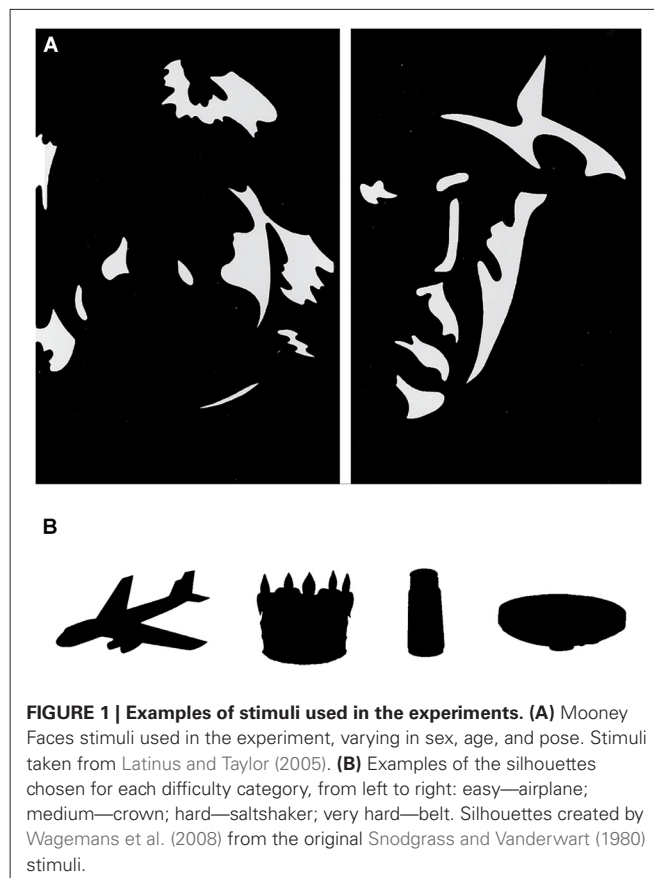 A
B
FIGURE 1 | Examples of stimuli used in the experiments. (A) Mooney
Faces stimuli used in the experiment, varying in sex, age, and pose. Stimuli
taken from Latinus and Taylor (2005). (B) Examples of the silhouettes
chosen for each difficulty category, from left to right: easy—airplane;
medium—crown; hard—saltshaker; very hard—belt. Silhouettes created by
Wagemans et al. (2008) from the original Snodgrass and Vanderwart (1980)
stimuli.